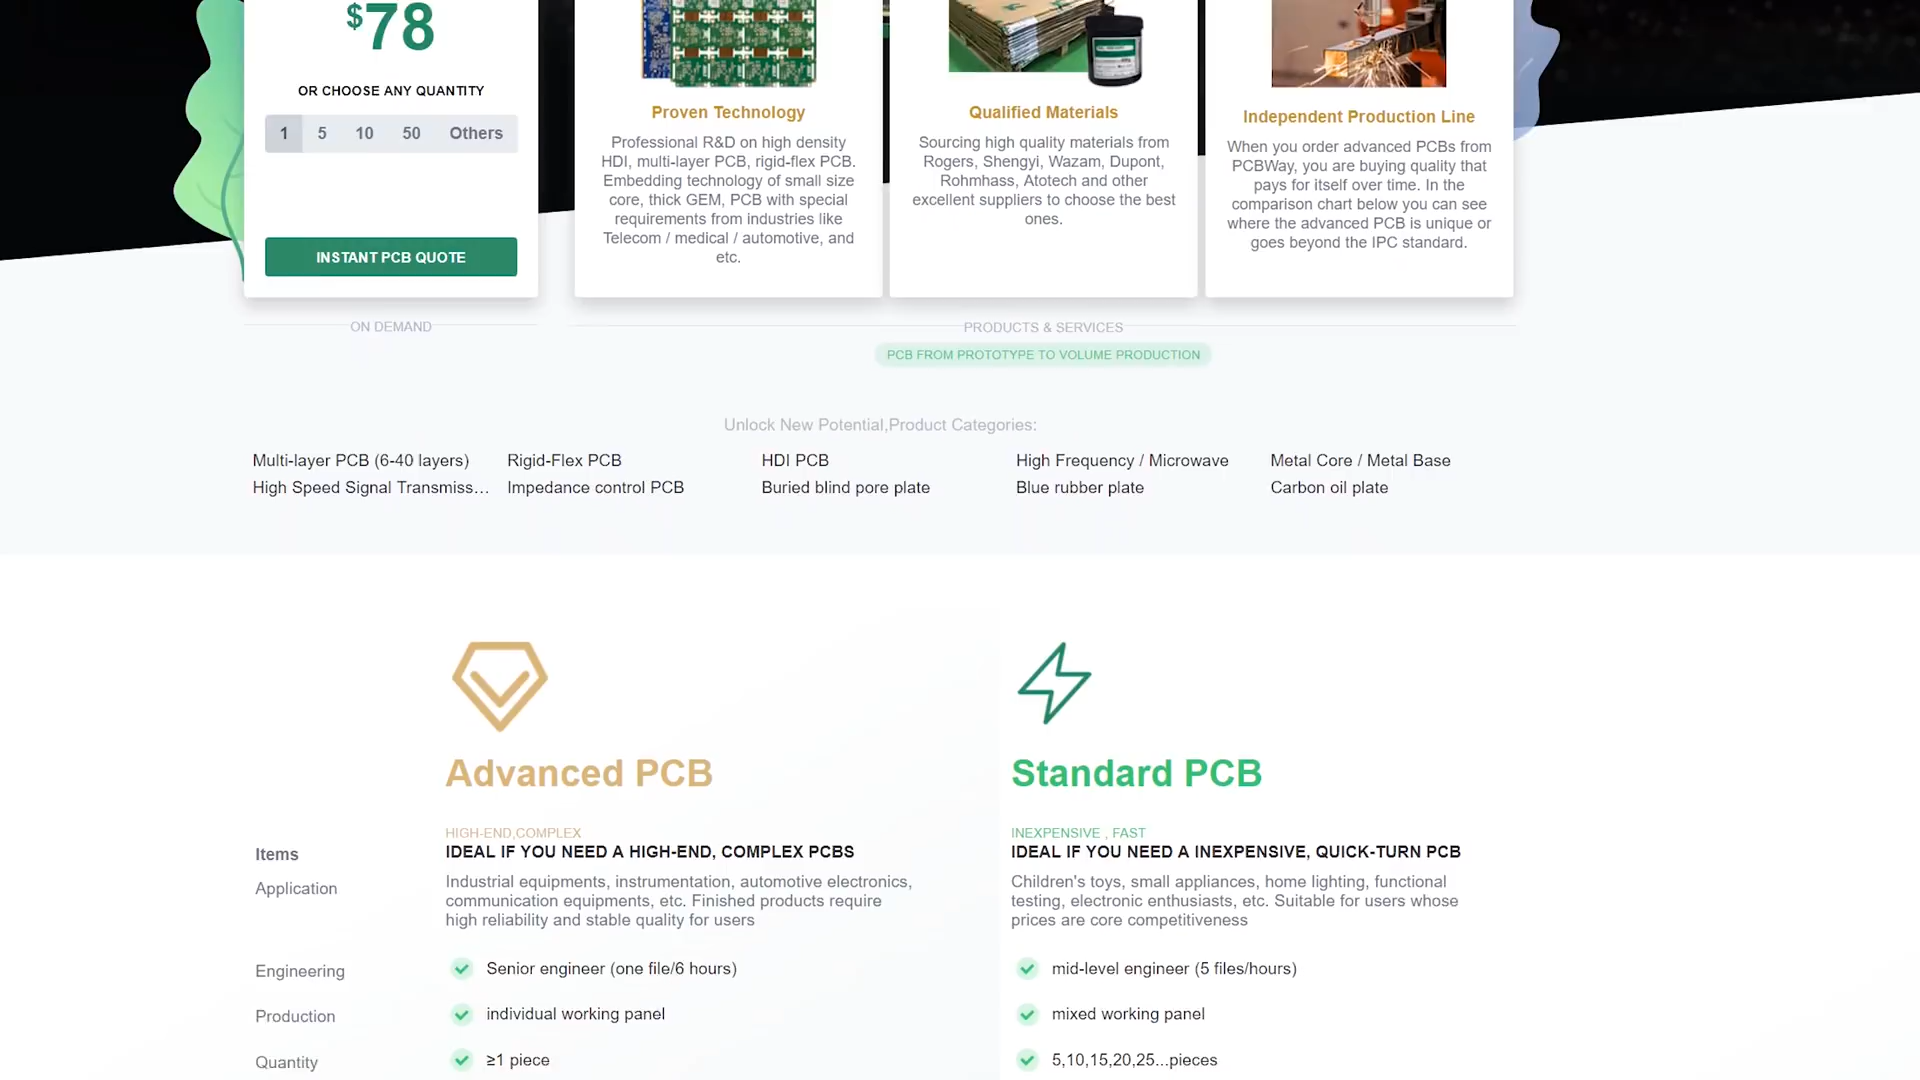 $78
OR CHOOSE ANY QUANTITY
1 5 10 50 Others
INSTANT PCB QUOTE
Proven Technology
Professional R&D on high density
HDI, multi-layer PCB, rigid-flex PCB.
Embedding technology of small size
core, thick GEM, PCB with special
requirements from industries like
Telecom / medical / automotive, and
etc.
Qualified Materials
Sourcing high quality materials from
Rogers, Shengyi, Wazam, Dupont,
Rohmhass, Atotech and other
excellent suppliers to choose the best
ones.
Independent Production Line
When you order advanced PCBs from
PCBWay, you are buying quality that
pays for itself over time. In the
comparison chart below you can see
where the advanced PCB is unique or
goes beyond the IPC standard.
ON DEMAND
PRODUCTS & SERVICES
PCB FROM PROTOTYPE TO VOLUME PRODUCTION
Unlock New Potential,Product Categories:
Multi-layer PCB (6-40 layers) Rigid-Flex PCB HDI PCB High Frequency / Microwave Metal Core / Metal Base
High Speed Signal Transmiss... Impedance control PCB Buried blind pore plate Blue rubber plate Carbon oil plate
Advanced PCB
Standard PCB
HIGH-END,COMPLEX
INEXPENSIVE , FAST
Items
IDEAL IF YOU NEED A HIGH-END, COMPLEX PCBS
IDEAL IF YOU NEED A INEXPENSIVE, QUICK-TURN PCB
Application
Industrial equipments, instrumentation, automotive electronics,
communication equipments, etc. Finished products require
high reliability and stable quality for users
Children's toys, small appliances, home lighting, functional
testing, electronic enthusiasts, etc. Suitable for users whose
prices are core competitiveness
Engineering
Senior engineer (one file/6 hours)
mid-level engineer (5 files/hours)
Production
individual working panel
mixed working panel
Quantity
≥1 piece
5,10,15,20,25...pieces